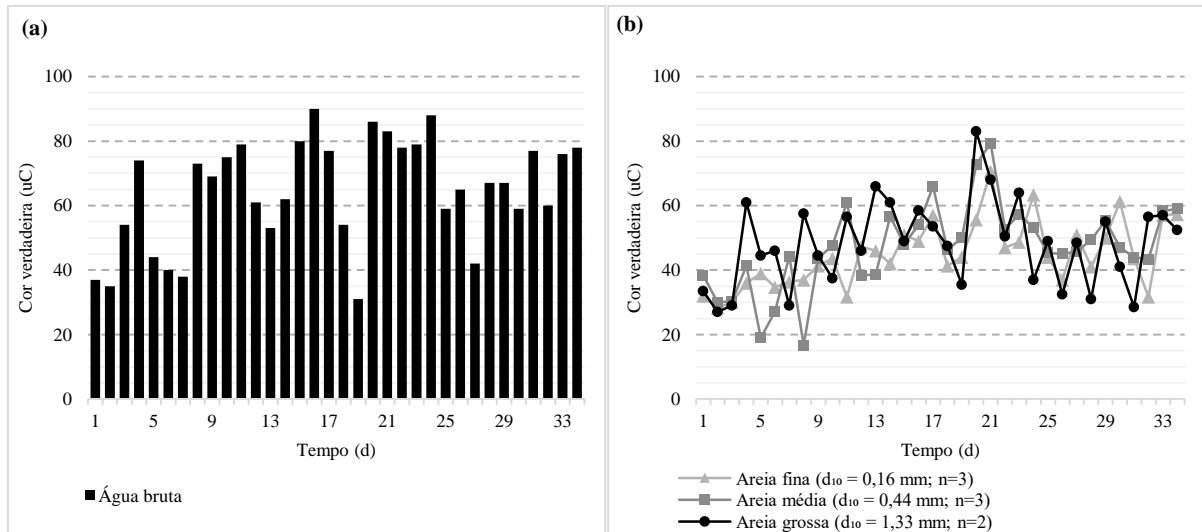 (a)
100
80
60
40
20
0
Cor verdadeira (uC)
1 5 9 13 17 21 25 29 33
Tempo (d)
Água bruta
(b)
100
80
60
40
20
0
Cor verdadeira (uC)
1 5 9 13 17 21 25 29 33
Tempo (d)
Areia fina (d₁₀ = 0,16 mm; n=3)
Areia média (d₁₀ = 0,44 mm; n=3)
Areia grossa (d₁₀ = 1,33 mm; n=2)